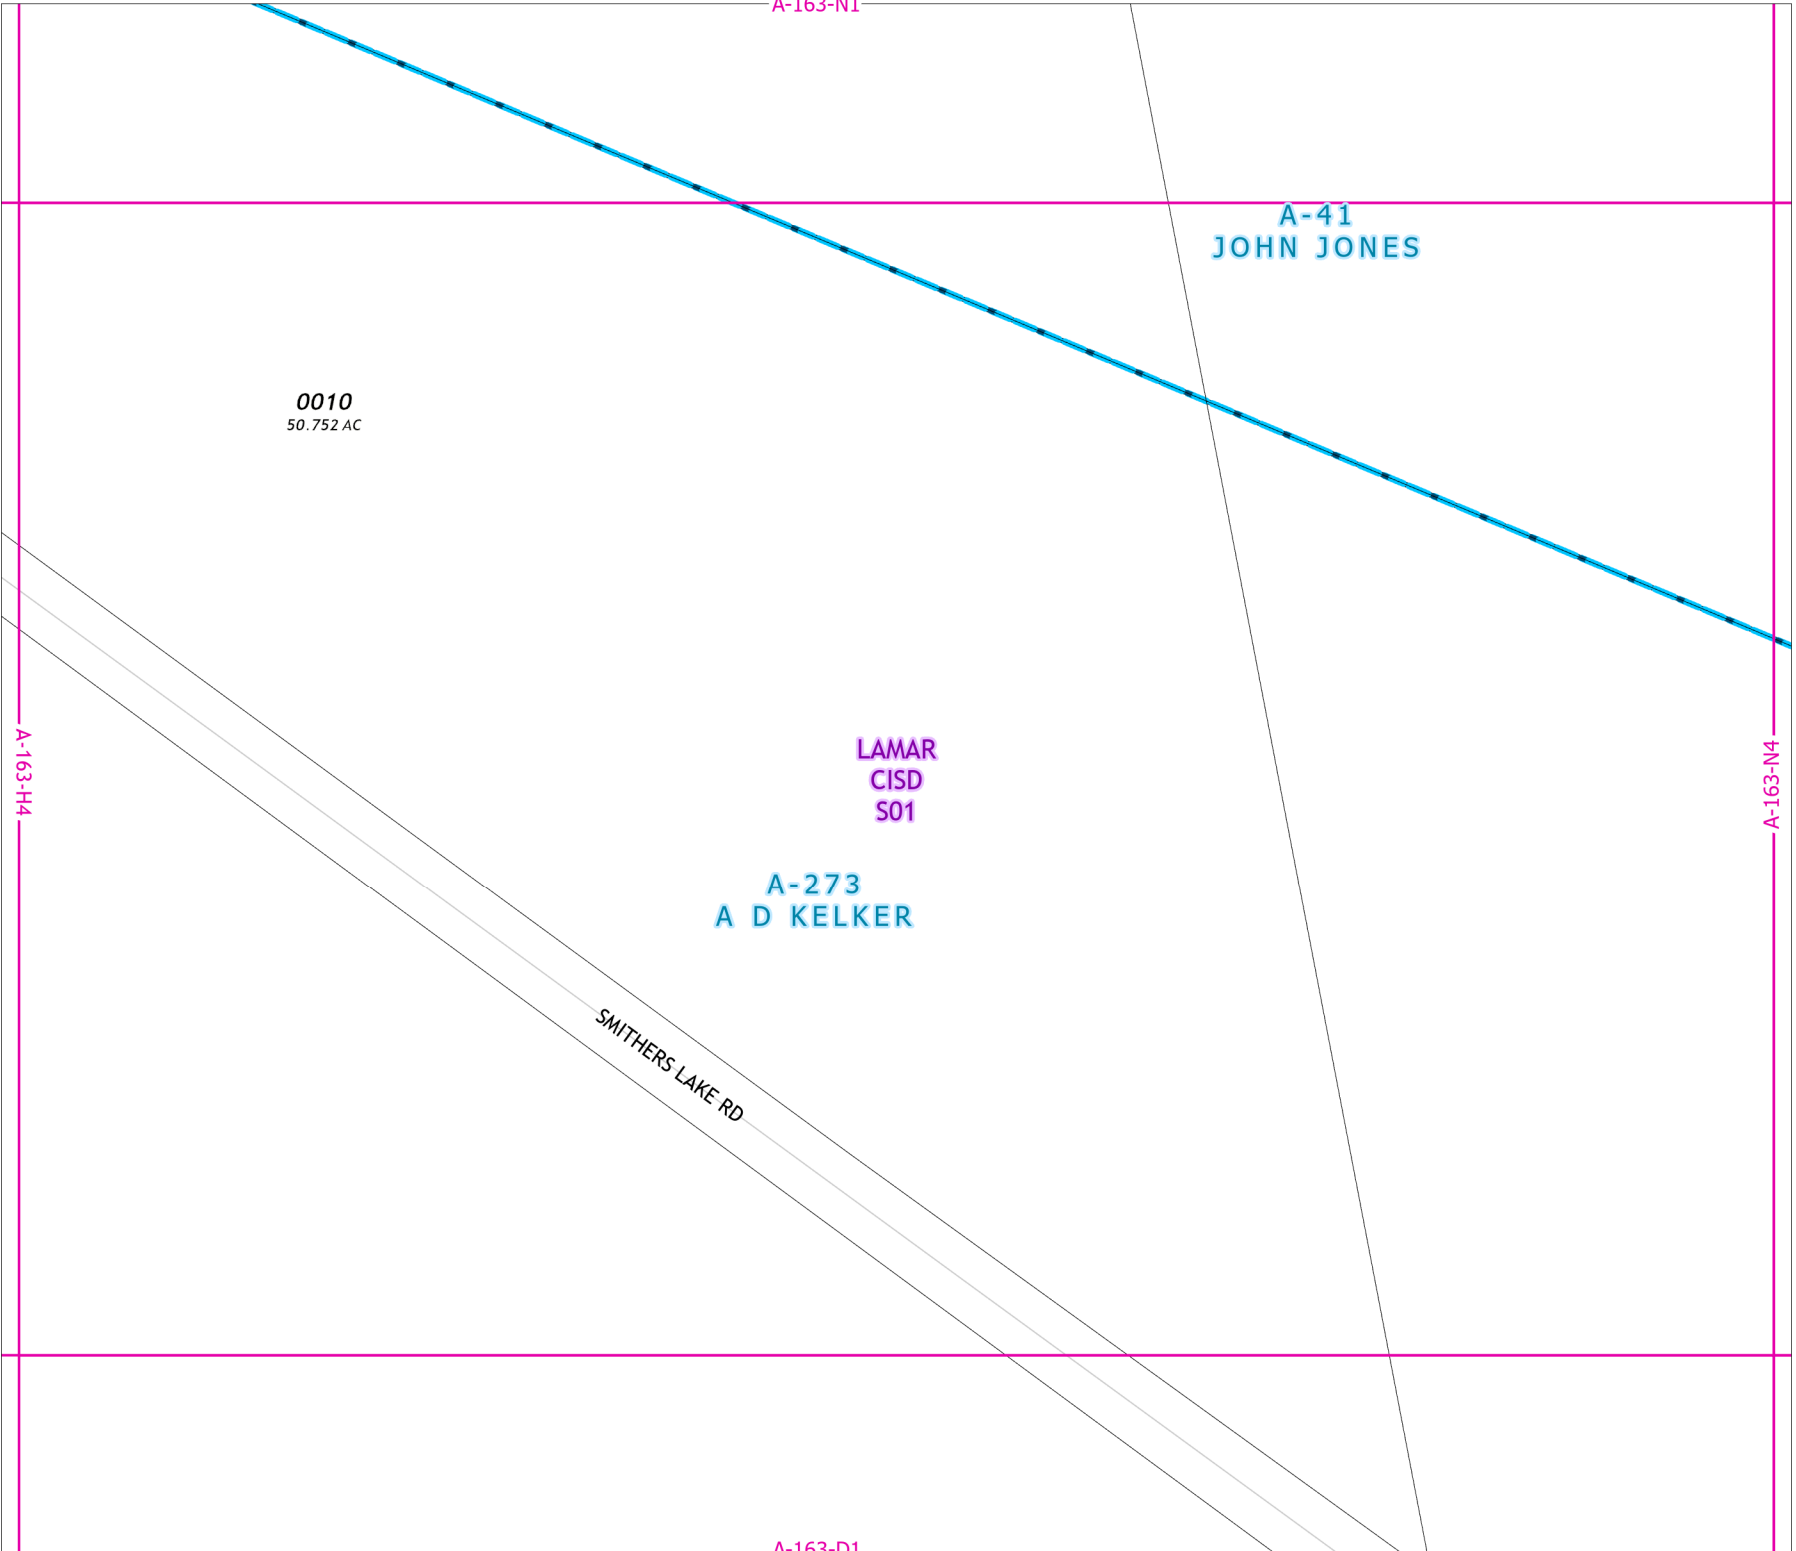 A-163-N1
A-41
JOHN JONES
0010
50.752 AC
A-163-H4
LAMAR
CISD
S01
A-163-N4
A-273
A D KELKER
SMITHERS LAKE RD
A-163-D1